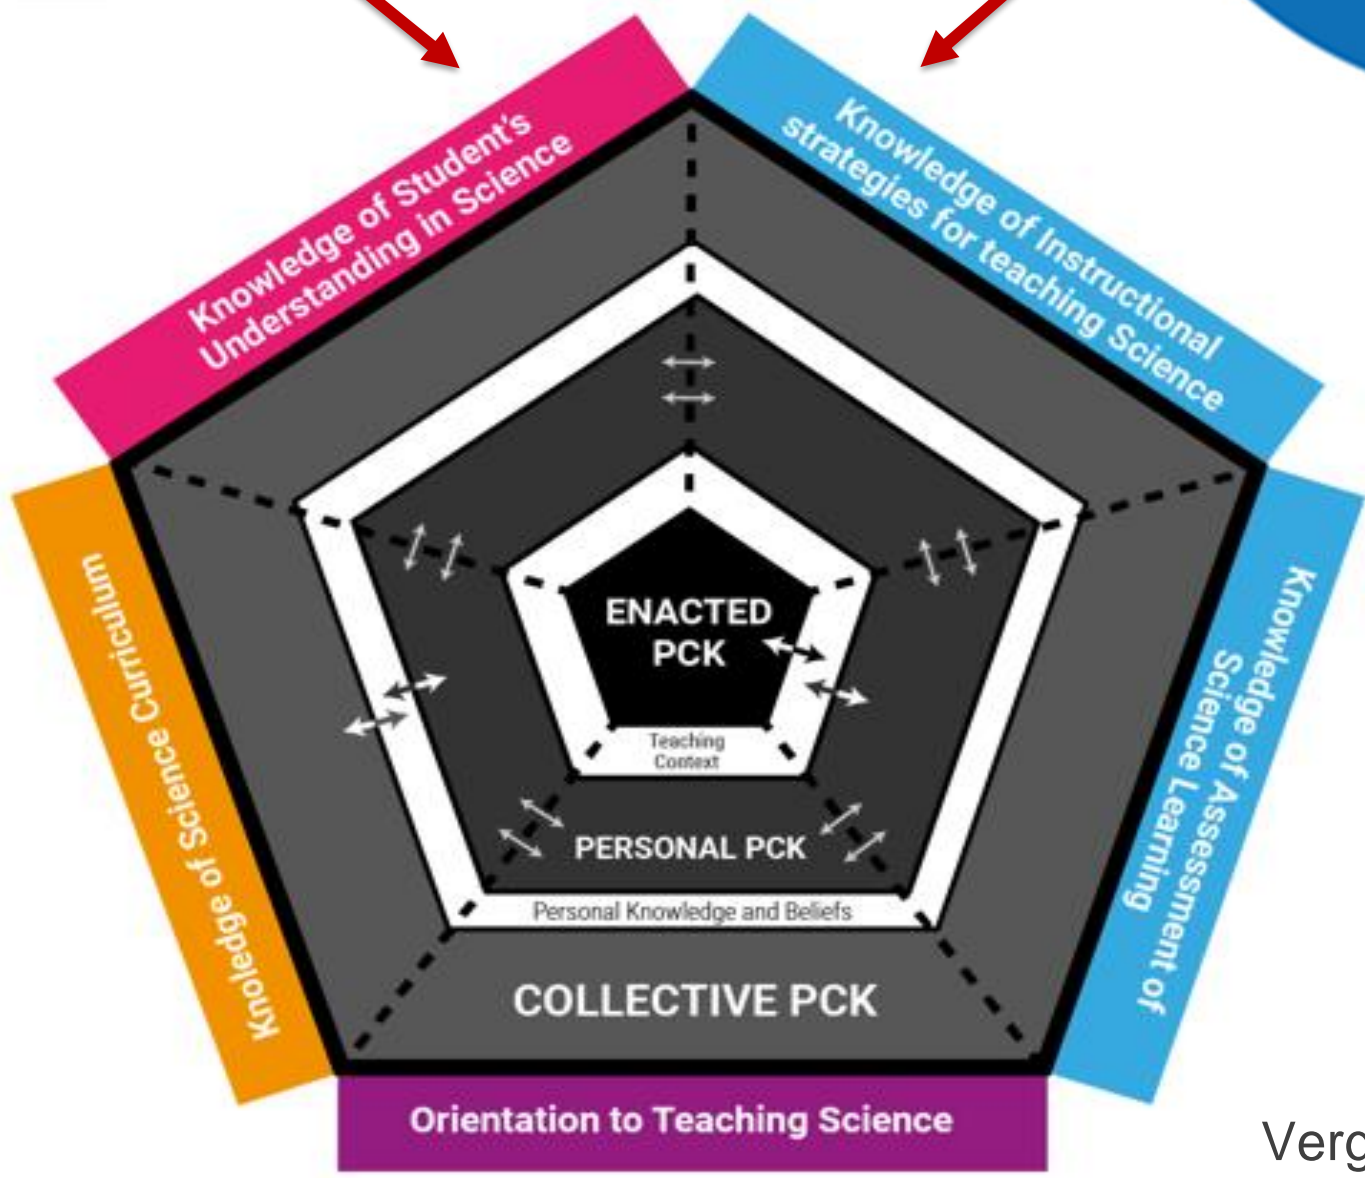 Knowledge of Student's
Understanding in Science
Knowledge of Instructional
strategies for teaching Science
Knoledge of Science Curriculum
Knowledge of Assessment of
Science Learning
ENACTED
PCK
Teaching
Context
PERSONAL PCK
Personal Knowledge and Beliefs
COLLECTIVE PCK
Orientation to Teaching Science
Verg